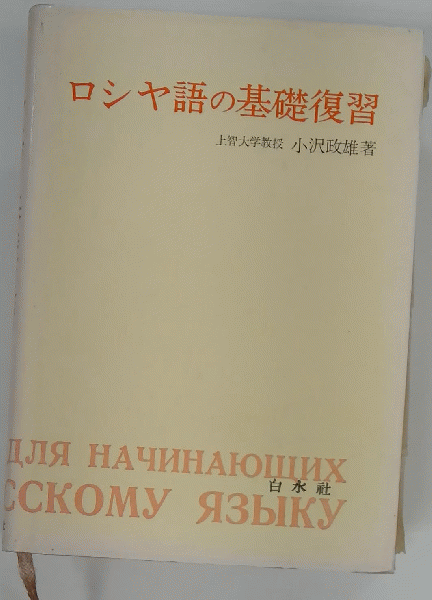 ロシヤ語の基礎復習
上智大学教授 小沢政雄著
ДЛЯ НАЧИНАЮЩИХ
白水社
ССКОМУ ЯЗЫКУ